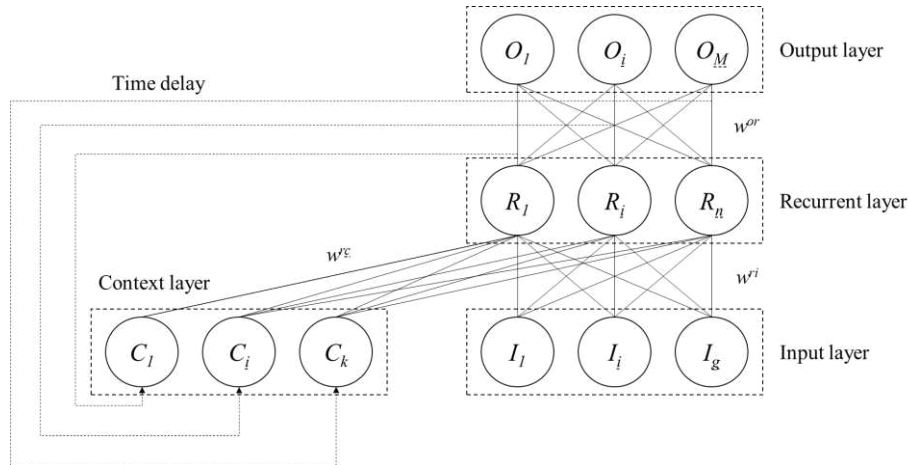 O1 Oi OM Output layer
Time delay
w^or
R1 Ri Rn Recurrent layer
w^rc
w^ri
Context layer
C1 Ci Ck
I1 Ii Ig Input layer